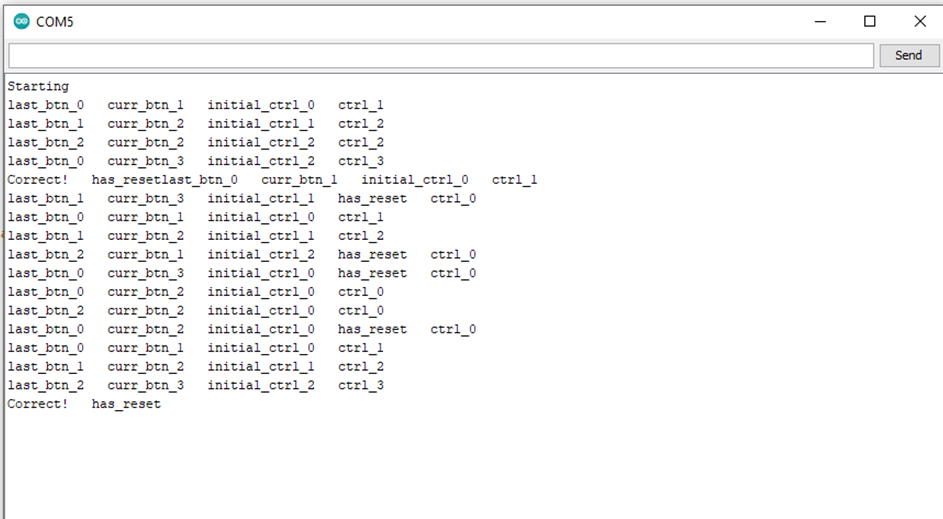 COM5
Send
Starting
last_btn_0 curr_btn_1 initial_ctrl_0 ctrl_1
last_btn_1 curr_btn_2 initial_ctrl_1 ctrl_2
last_btn_2 curr_btn_2 initial_ctrl_2 ctrl_2
last_btn_0 curr_btn_3 initial_ctrl_2 ctrl_3
Correct! has_resetlast_btn_0 curr_btn_1 initial_ctrl_0 ctrl_1
last_btn_1 curr_btn_3 initial_ctrl_1 has_reset ctrl_0
last_btn_0 curr_btn_1 initial_ctrl_0 ctrl_1
last_btn_1 curr_btn_2 initial_ctrl_1 ctrl_2
last_btn_2 curr_btn_1 initial_ctrl_2 has_reset ctrl_0
last_btn_0 curr_btn_3 initial_ctrl_0 has_reset ctrl_0
last_btn_0 curr_btn_2 initial_ctrl_0 ctrl_0
last_btn_2 curr_btn_2 initial_ctrl_0 ctrl_0
last_btn_0 curr_btn_2 initial_ctrl_0 has_reset ctrl_0
last_btn_0 curr_btn_1 initial_ctrl_0 ctrl_1
last_btn_1 curr_btn_2 initial_ctrl_1 ctrl_2
last_btn_2 curr_btn_3 initial_ctrl_2 ctrl_3
Correct! has_reset